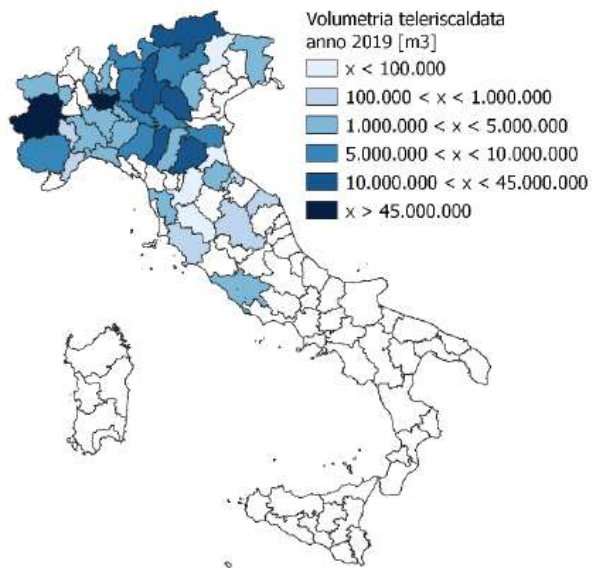 Volumetria teleriscaldata
anno 2019 [m3]
x < 100.000
100.000 < x < 1.000.000
1.000.000 < x < 5.000.000
5.000.000 < x < 10.000.000
10.000.000 < x < 45.000.000
x > 45.000.000